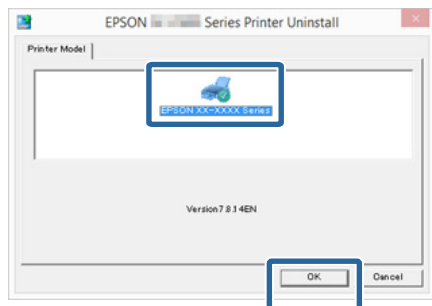 EPSON Series Printer Uninstall
Printer Model
EPSON XX-XXXX Series
Version7.8.14EN
OK
Cancel